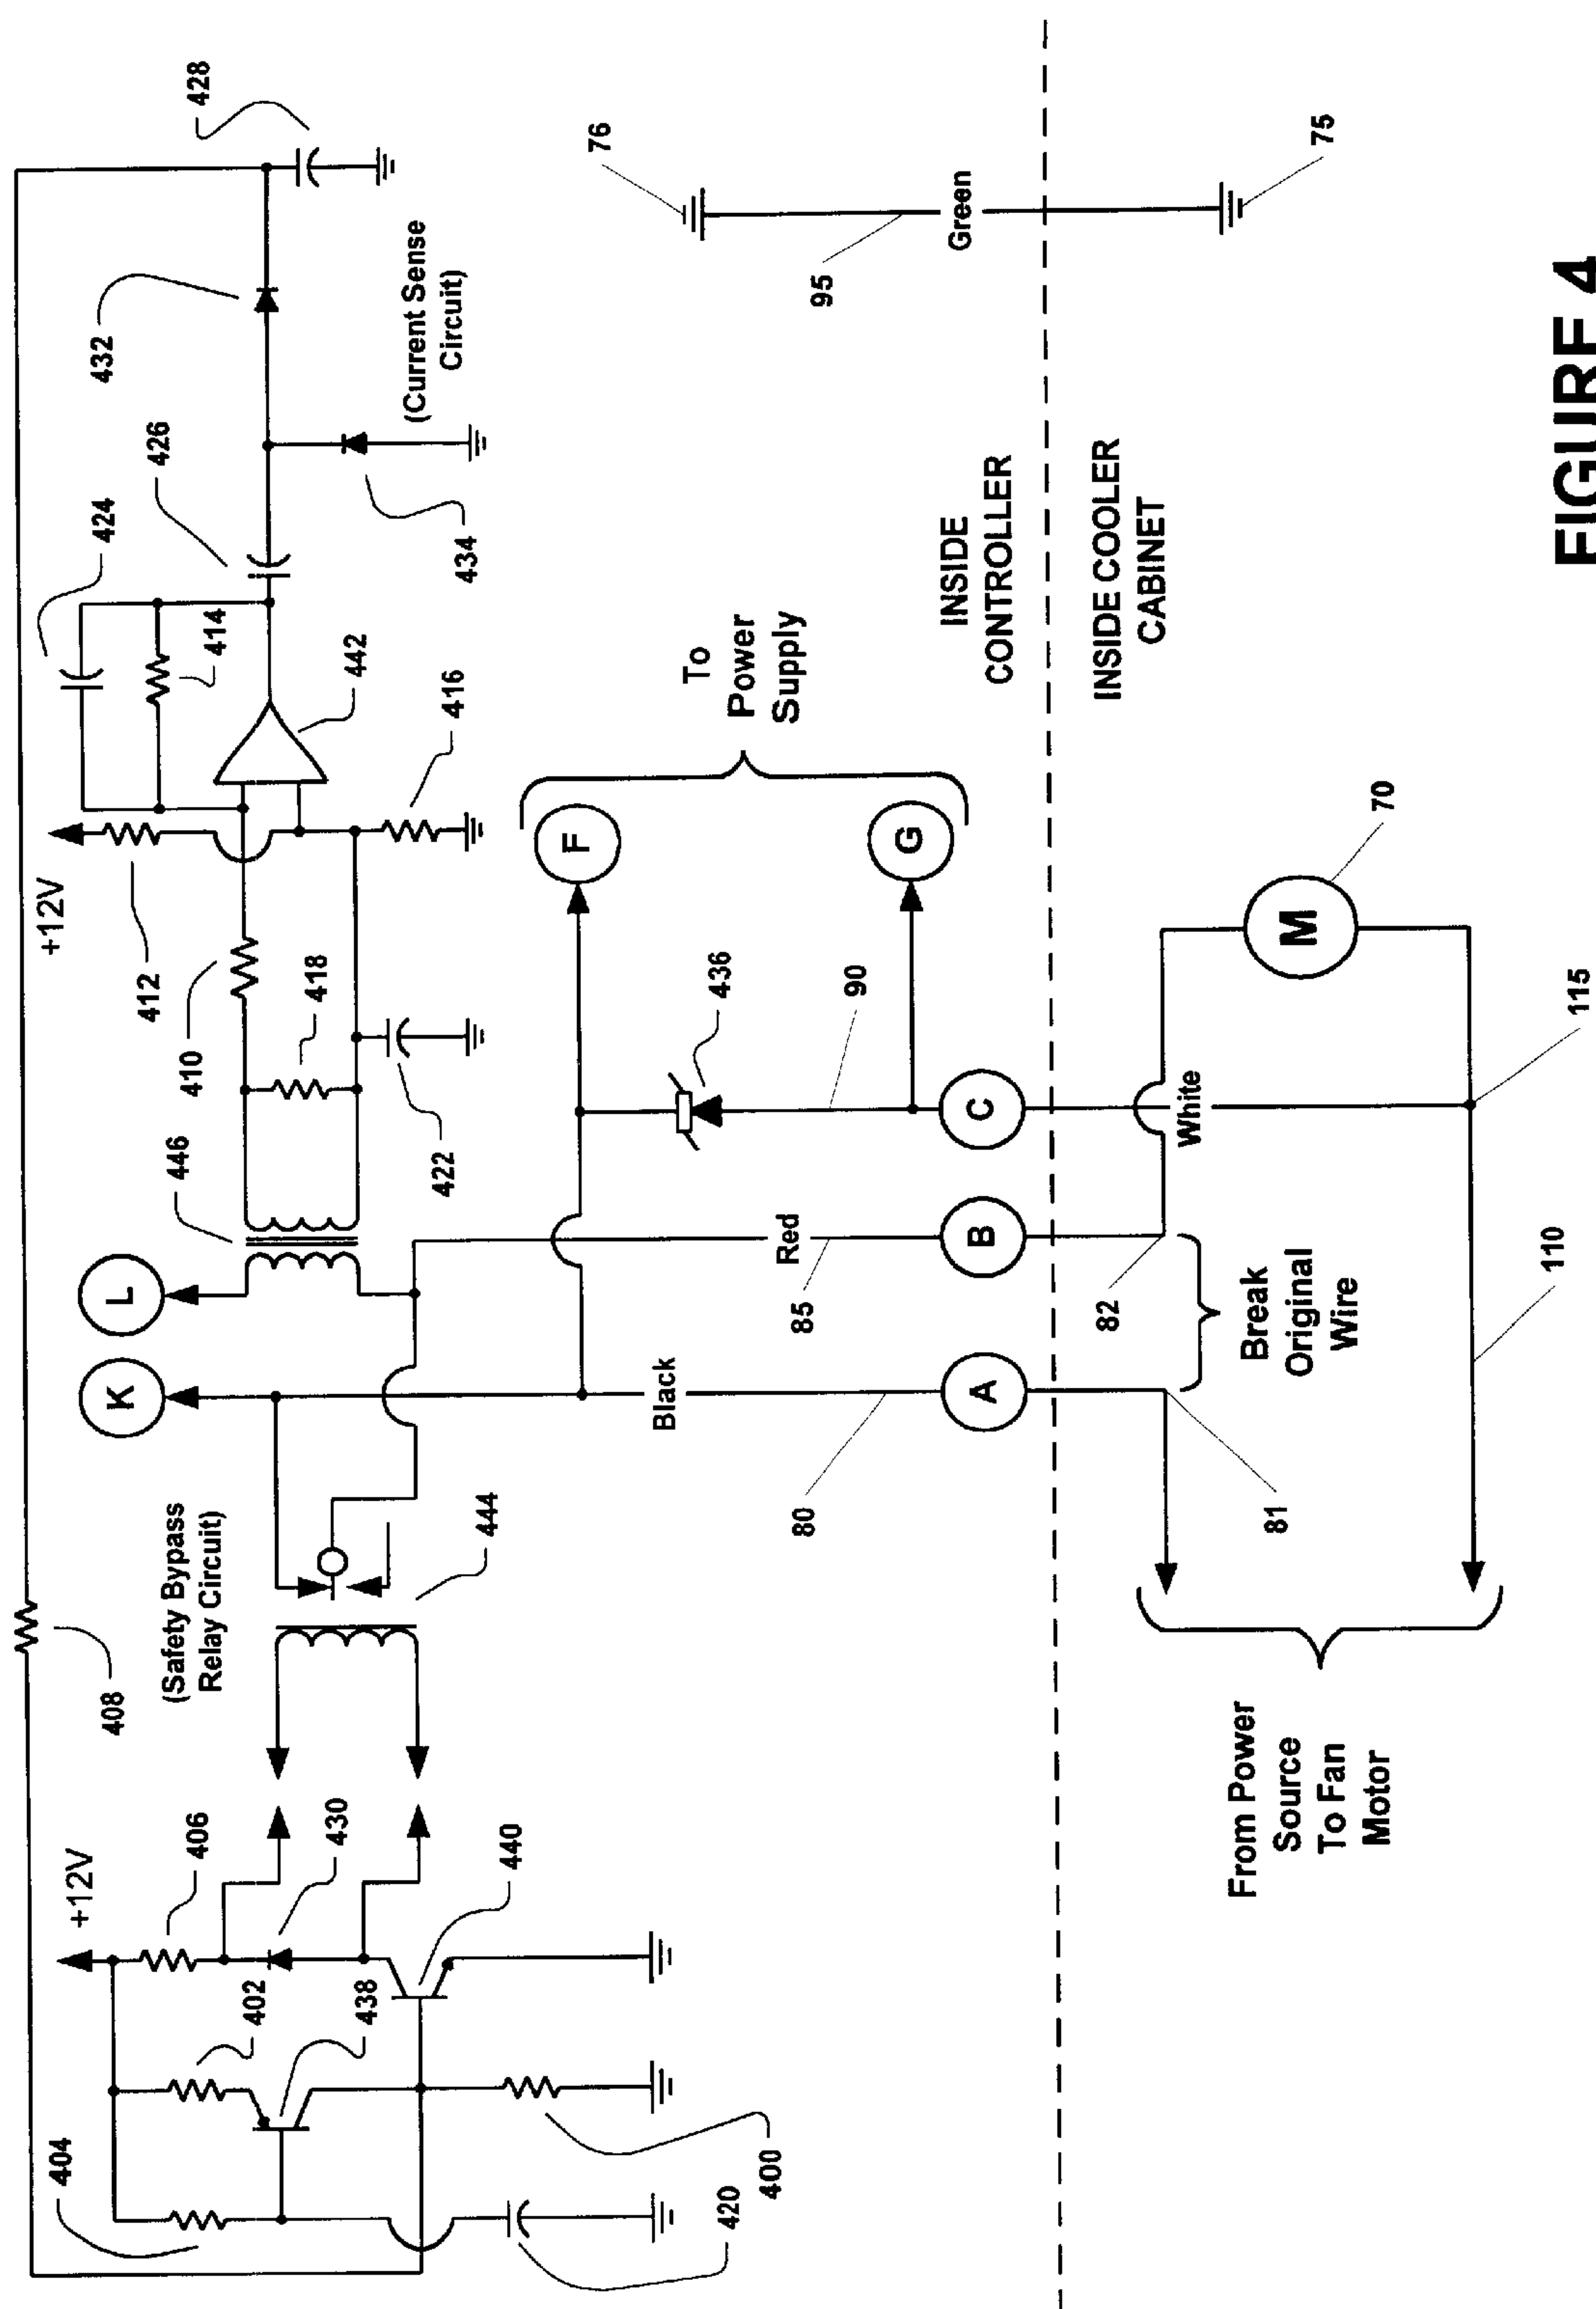 428
432
(Current Sense
Circuit)
426
424
434
414
442
416
+12V
412
410
418
446
422
L
K
(Safety Bypass
Relay Circuit)
444
408
+12V
406
430
402
438
440
404
400
420
76
95
Green
75
To
Power
Supply
F
G
436
90
INSIDE
CONTROLLER
INSIDE COOLER
CABINET
Red
85
Black
80
C
B
A
White
70
M
115
82
Break
Original
Wire
110
81
From Power
Source
To Fan
Motor
FIGURE 4